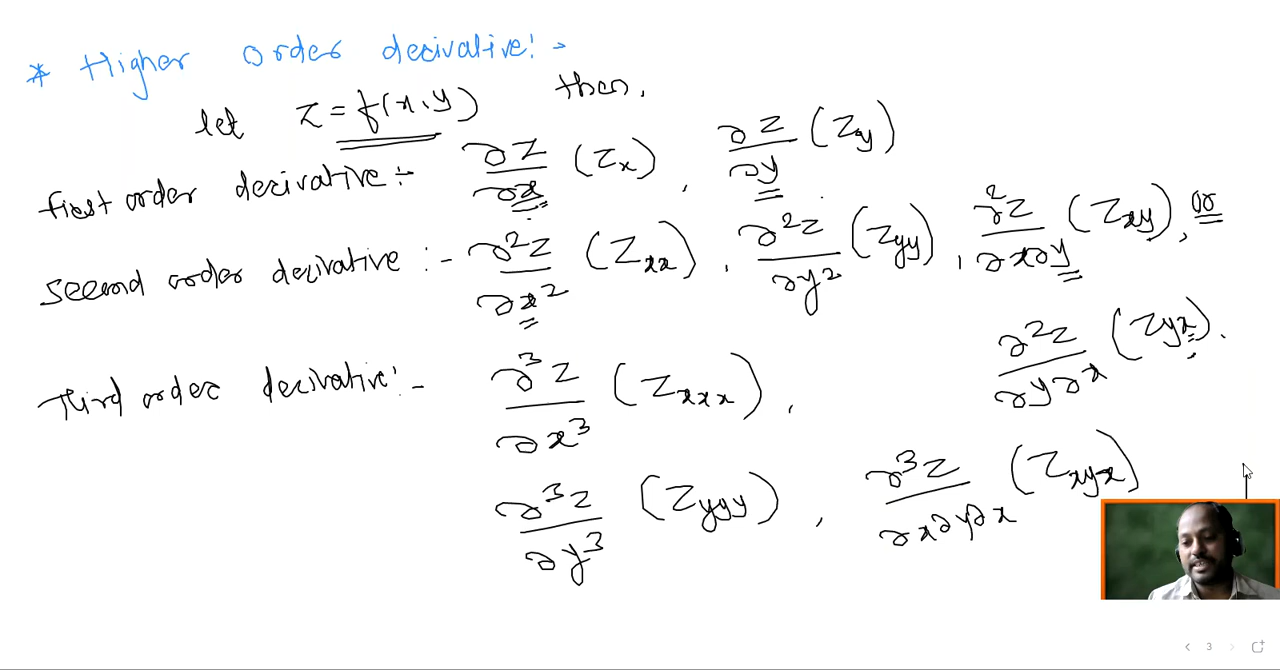 * Higher order derivative:-
let z = f(x,y) then,
first order derivative:- ∂z/∂x (Zx), ∂z/∂y (Zy)
Second order derivative :- ∂²z/∂x² (Zxx), ∂²z/∂y² (Zyy), ∂²z/∂x∂y (Zxy), or
∂²z/∂y∂x (Zyx).
Third order derivative:- ∂³z/∂x³ (Zxxx),
∂³z/∂y³ (Zyyy), ∂³z/∂x∂y∂x (Zxyx)
3